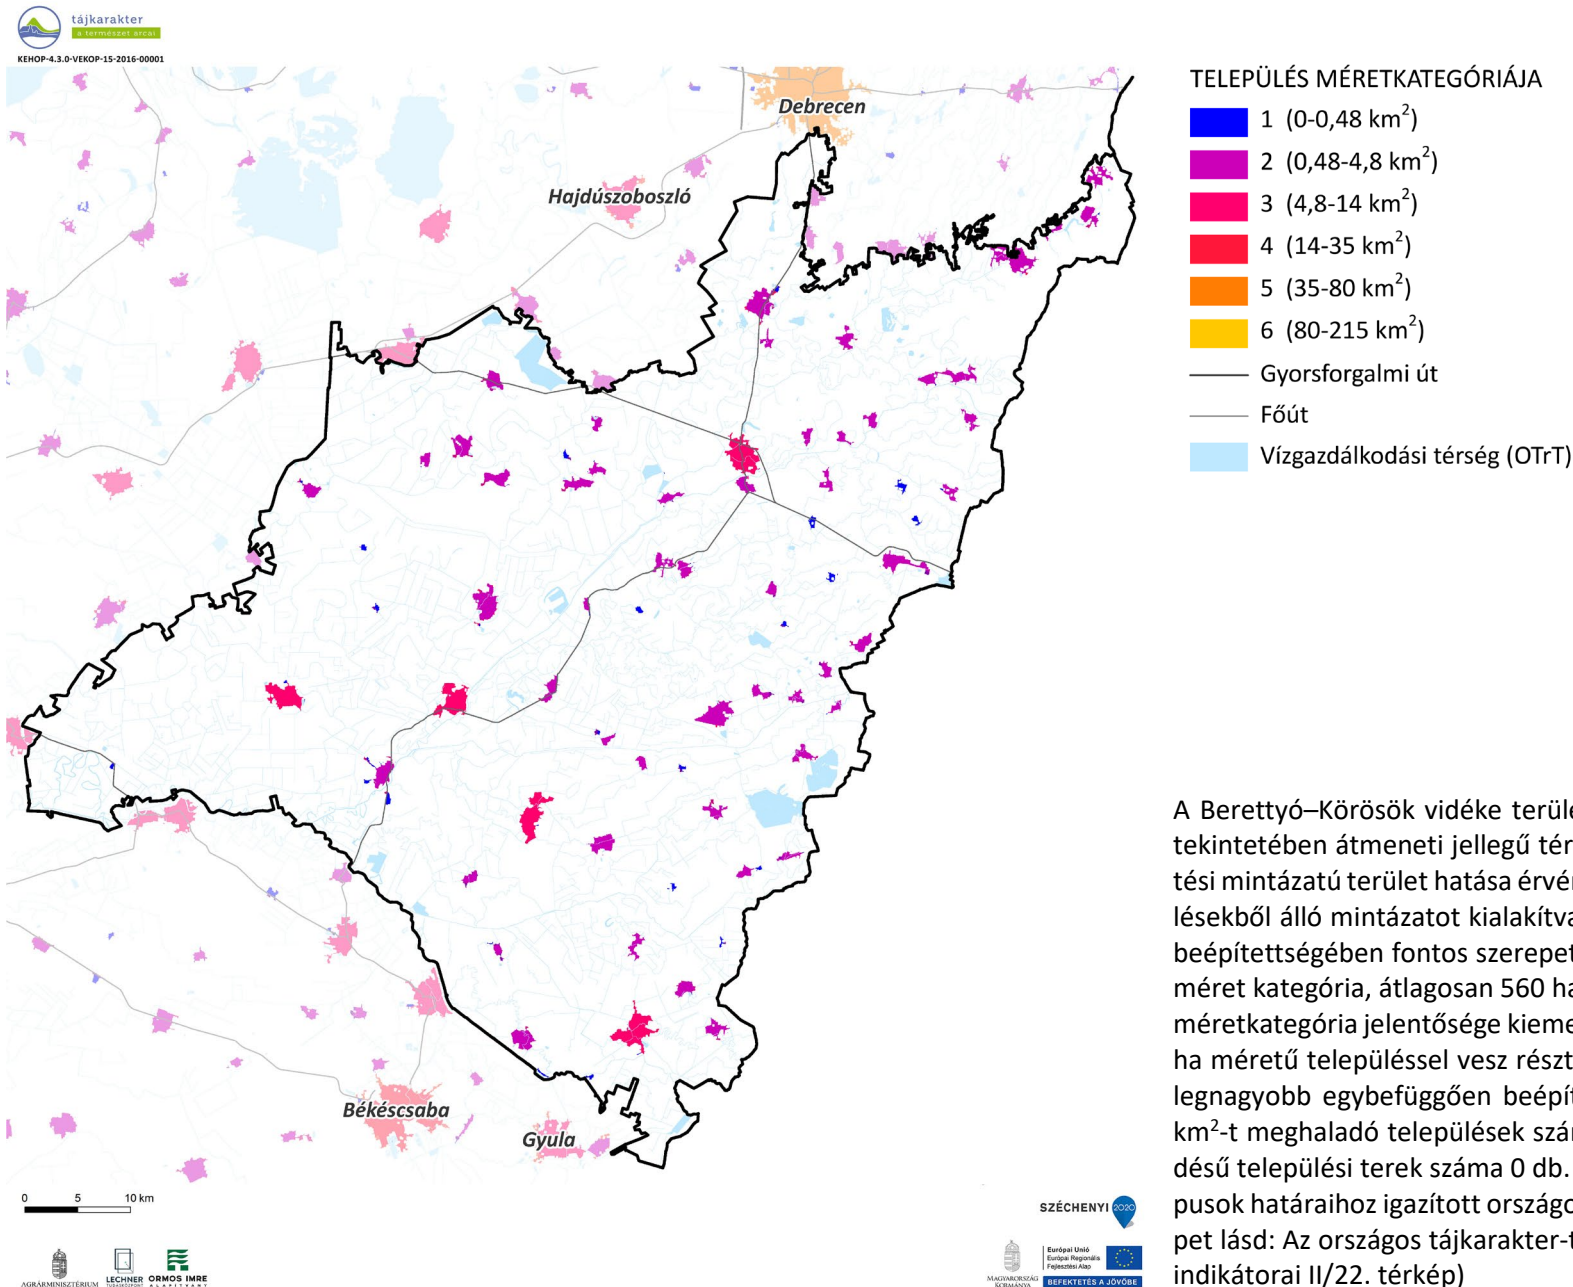 tájkarakter
a természet arcai
KEHOP-4.3.0-VEKOP-15-2016-00001
Debrecen
Hajdúszoboszló
Békéscsaba
Gyula
0 5 10 km
TELEPÜLÉS MÉRETKATEGÓRIÁJA
1 (0-0,48 km²)
2 (0,48-4,8 km²)
3 (4,8-14 km²)
4 (14-35 km²)
5 (35-80 km²)
6 (80-215 km²)
Gyorsforgalmi út
Főút
Vízgazdálkodási térség (OTrT)
A Berettyó–Körösök vidéke terüle
tekintetében átmeneti jellegű tér
tési mintázatú terület hatása érvé
lésekből álló mintázatot kialakítva
beépítettségében fontos szerepet
méret kategória, átlagosan 560 ha
méretkategória jelentősége kieme
ha méretű településsel vesz részt
legnagyobb egybefüggően beépít
km²-t meghaladó települések szár
désű települési terek száma 0 db.
pusok határaihoz igazított országo
pet lásd: Az országos tájkarakter-t
indikátorai II/22. térkép)
AGRÁRMINISZTÉRIUM
LECHNER
TUDÁSKÖZPONT
ORMOS IMRE
ALAPÍTVÁNY
SZÉCHENYI 2020
MAGYARORSZÁG
KORMÁNYA
Európai Unió
Európai Regionális
Fejlesztési Alap
BEFEKTETÉS A JÖVŐBE